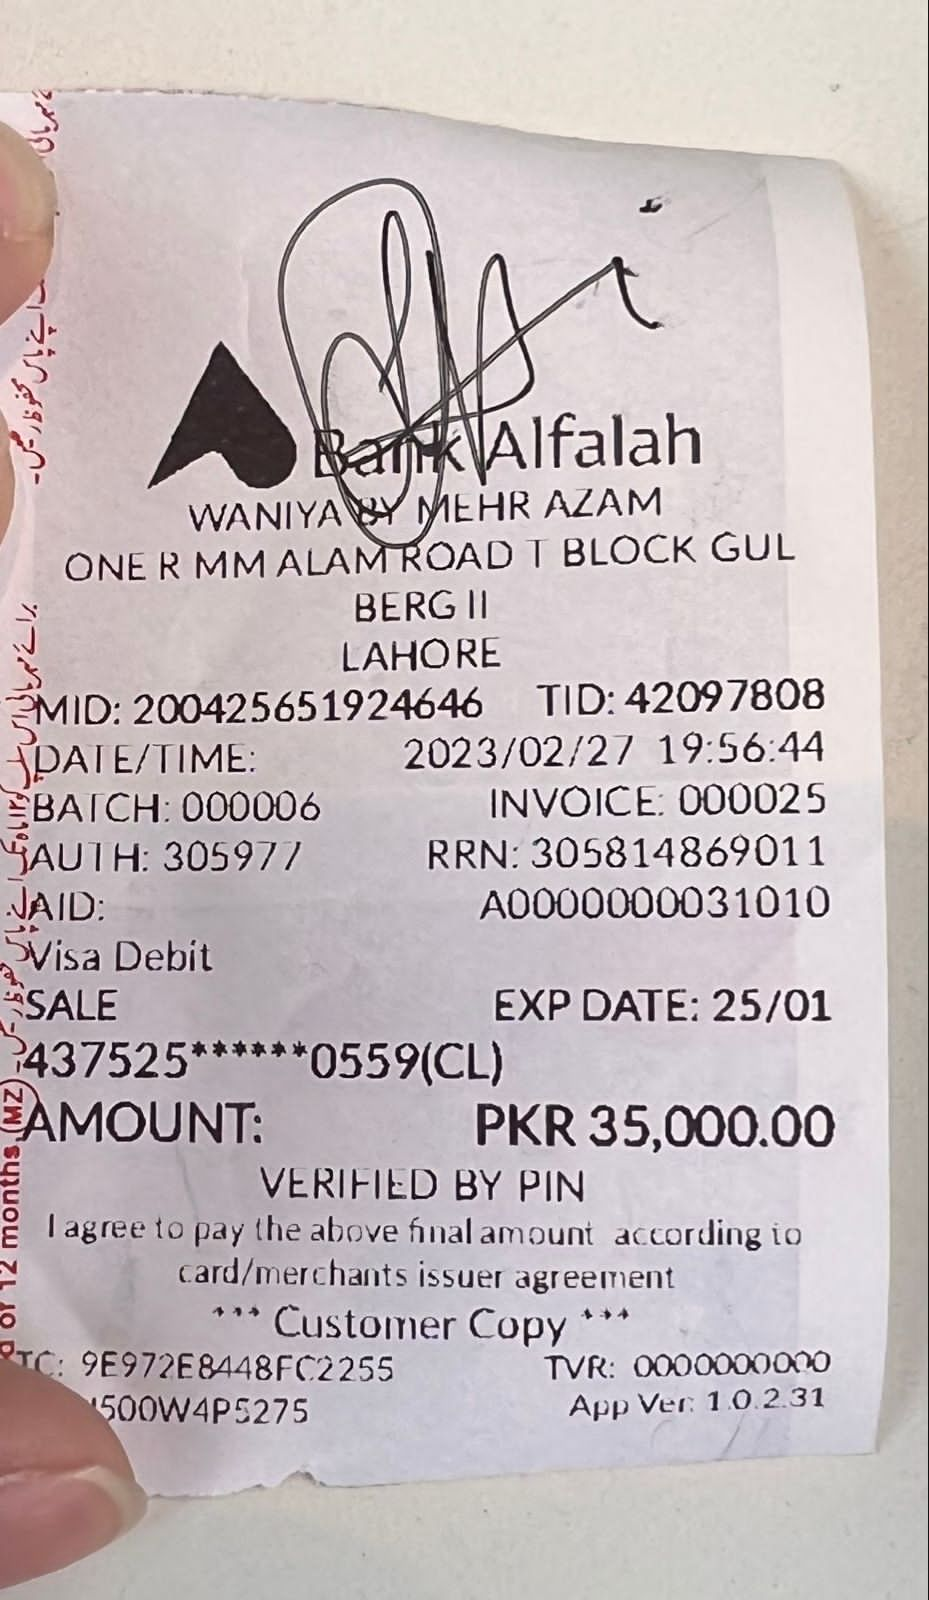 Bank Alfalah
WANIYA BY MEHR AZAM
ONE R MM ALAM ROAD T BLOCK GUL
BERG II
LAHORE
MID: 200425651924646 TID: 42097808
DATE/TIME: 2023/02/27 19:56:44
BATCH: 000006 INVOICE: 000025
AUTH: 305977 RRN: 305814869011
AID: A0000000031010
Visa Debit
SALE EXP DATE: 25/01
437525******0559(CL)
AMOUNT: PKR 35,000.00
VERIFIED BY PIN
I agree to pay the above final amount according to
card/merchants issuer agreement
*** Customer Copy ***
TC: 9E972E8448FC2255 TVR: 0000000000
500W4P5275 App Ver: 1.0.2.31
of 12 months (MZ)